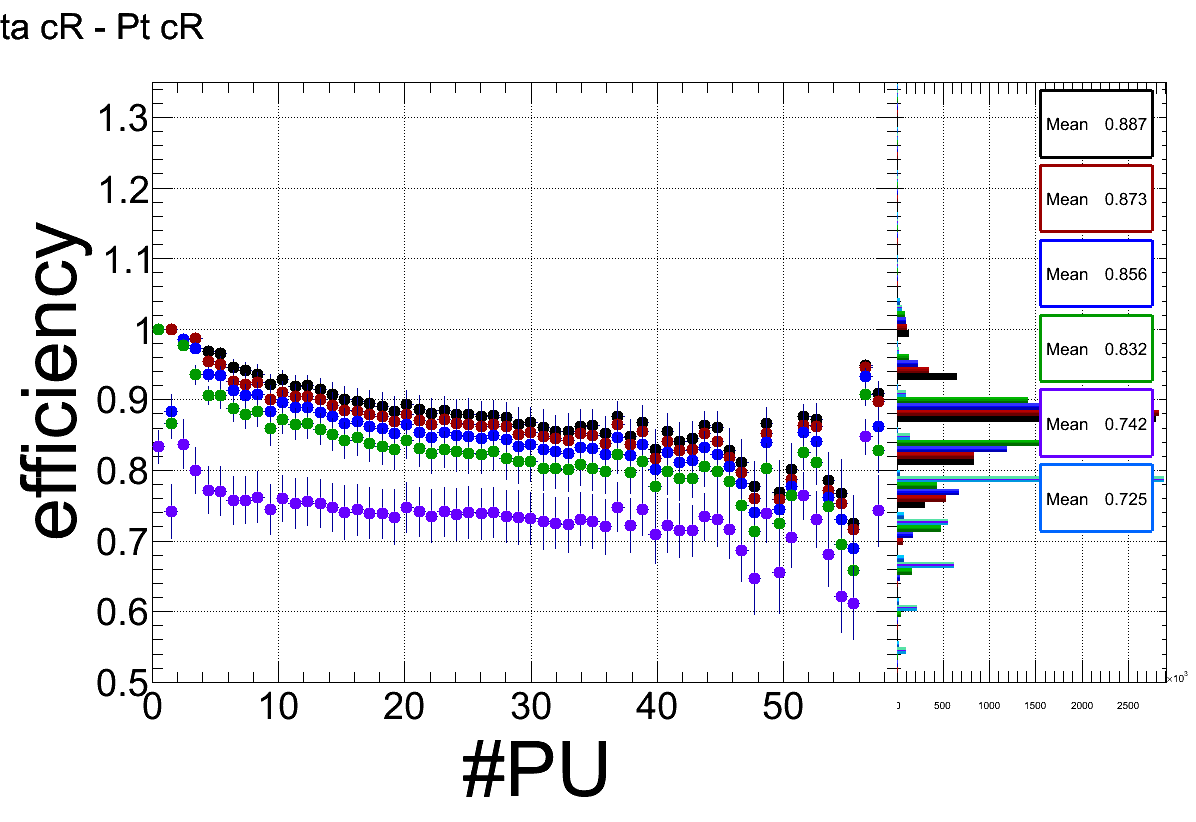 ta cR - Pt cR
efficiency
1.3
1.2
1.1
1
0.9
0.8
0.7
0.6
0.5
0 10 20 30 40 50
#PU
Mean 0.887
Mean 0.873
Mean 0.856
Mean 0.832
Mean 0.742
Mean 0.725
500 1000 1500 2000 2500
×10³